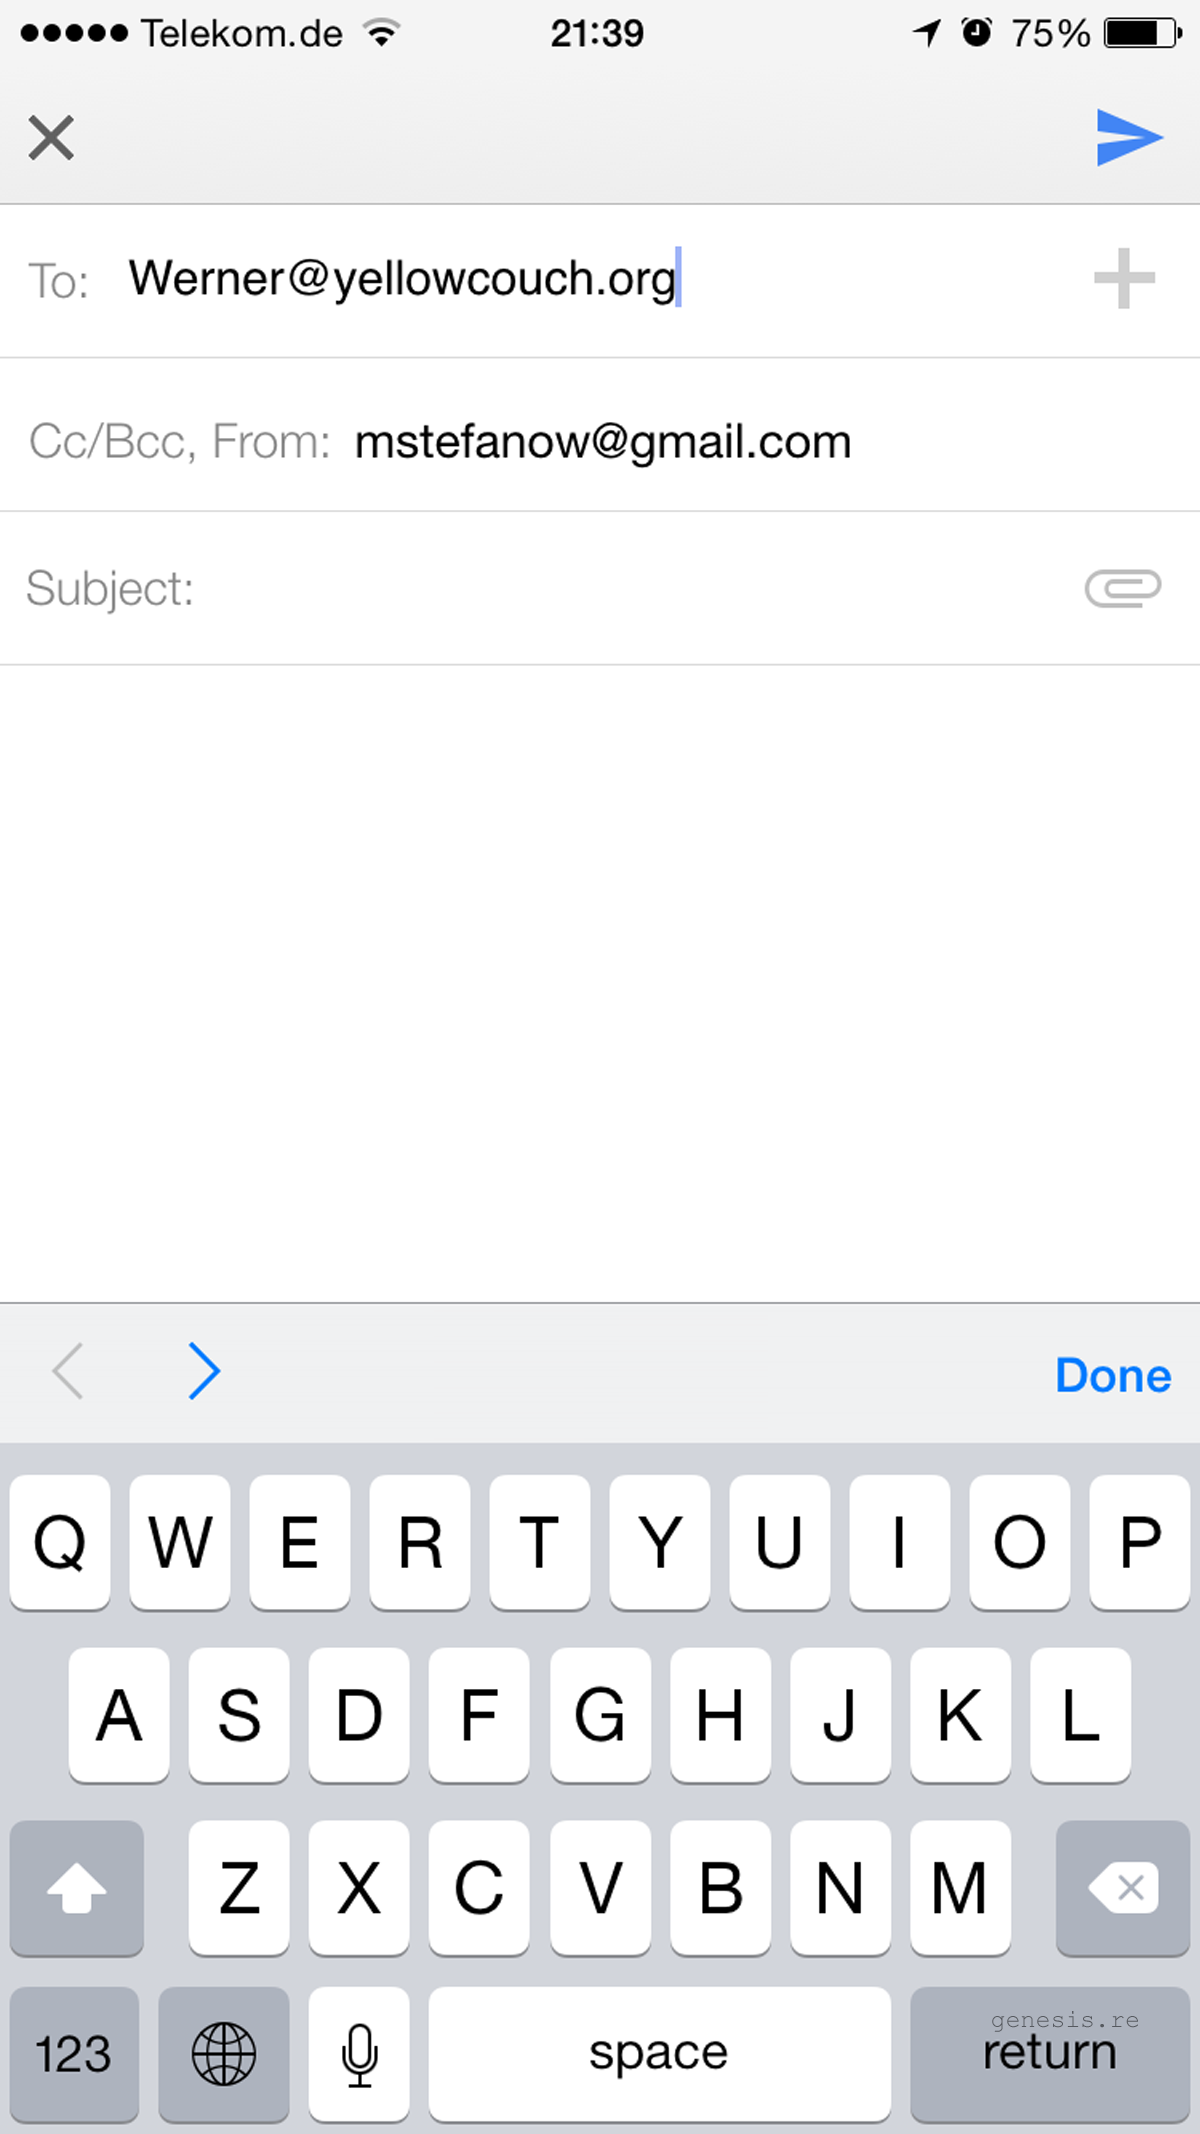 Telekom.de 21:39 75%
To: Werner@yellowcouch.org
Cc/Bcc, From: mstefanow@gmail.com
Subject:
Done
Q W E R T Y U I O P
A S D F G H J K L
Z X C V B N M
genesis.re
123 space return